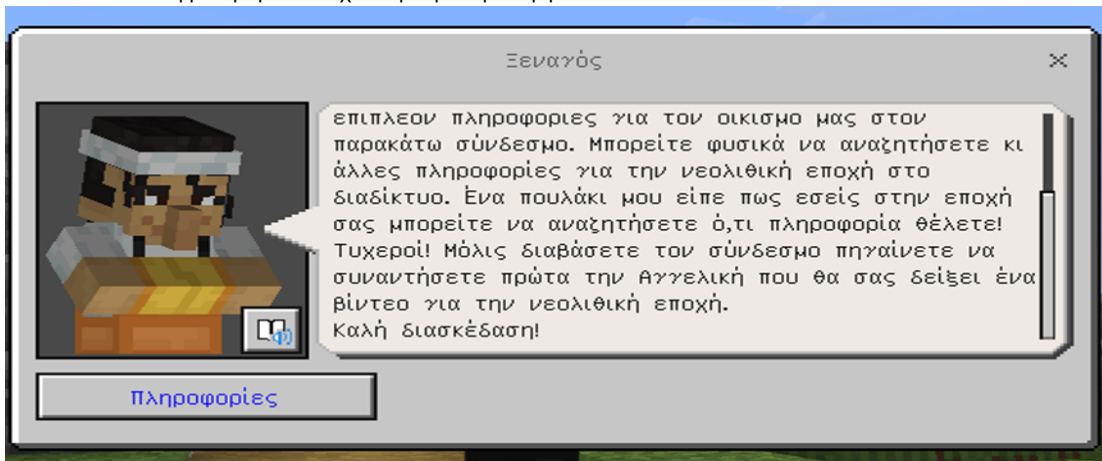 Ξεναγός
επιπλεον πληροφοριες για τον οικισμο μας στον
παρακάτω σύνδεσμο. Μπορείτε φυσικά να αναζητήσετε κι
άλλες πληροφορίες για την νεολιθική εποχή στο
διαδίκτυο. Ένα πουλάκι μου είπε πως εσείς στην εποχή
σας μπορείτε να αναζητήσετε ό,τι πληροφορία θέλετε!
Τυχεροί! Μόλις διαβάσετε τον σύνδεσμο πηγαίνετε να
συναντήσετε πρώτα την Αγγελική που θα σας δείξει ένα
βίντεο για την νεολιθική εποχή.
Καλή διασκέδαση!
Πληροφορίες